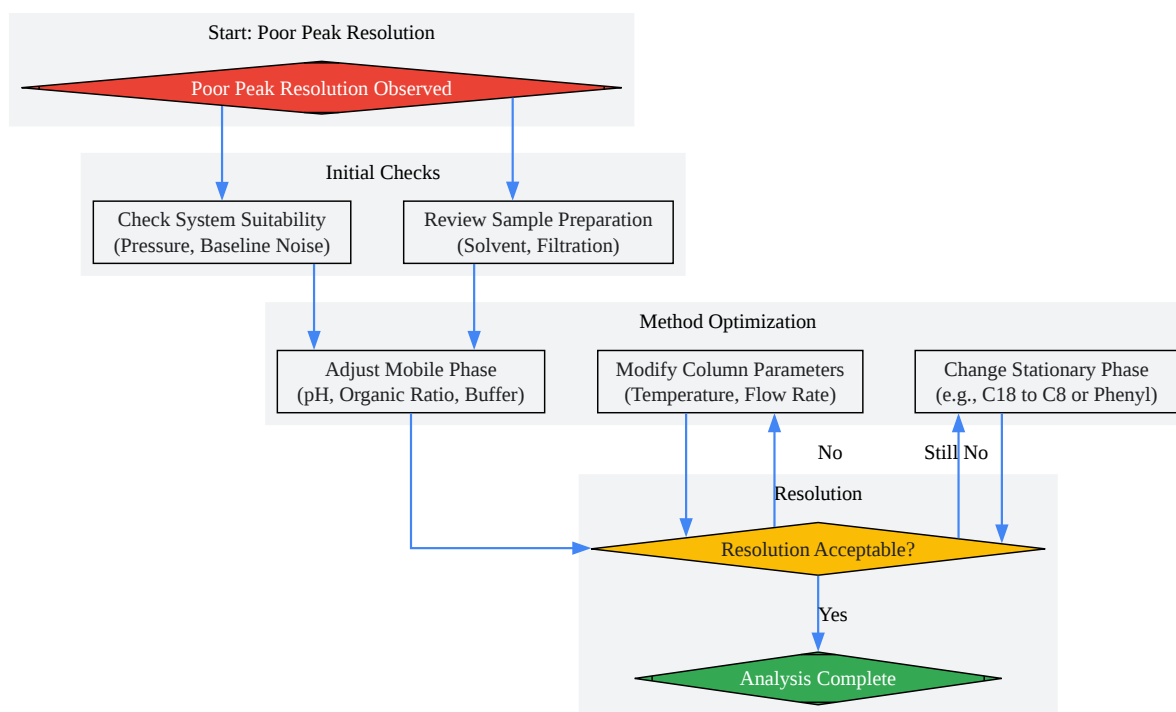 Start: Poor Peak Resolution
Poor Peak Resolution Observed
Initial Checks
Check System Suitability
(Pressure, Baseline Noise)
Review Sample Preparation
(Solvent, Filtration)
Method Optimization
Adjust Mobile Phase
(pH, Organic Ratio, Buffer)
Modify Column Parameters
(Temperature, Flow Rate)
Change Stationary Phase
(e.g., C18 to C8 or Phenyl)
No
Still No
Resolution
Resolution Acceptable?
Yes
Analysis Complete